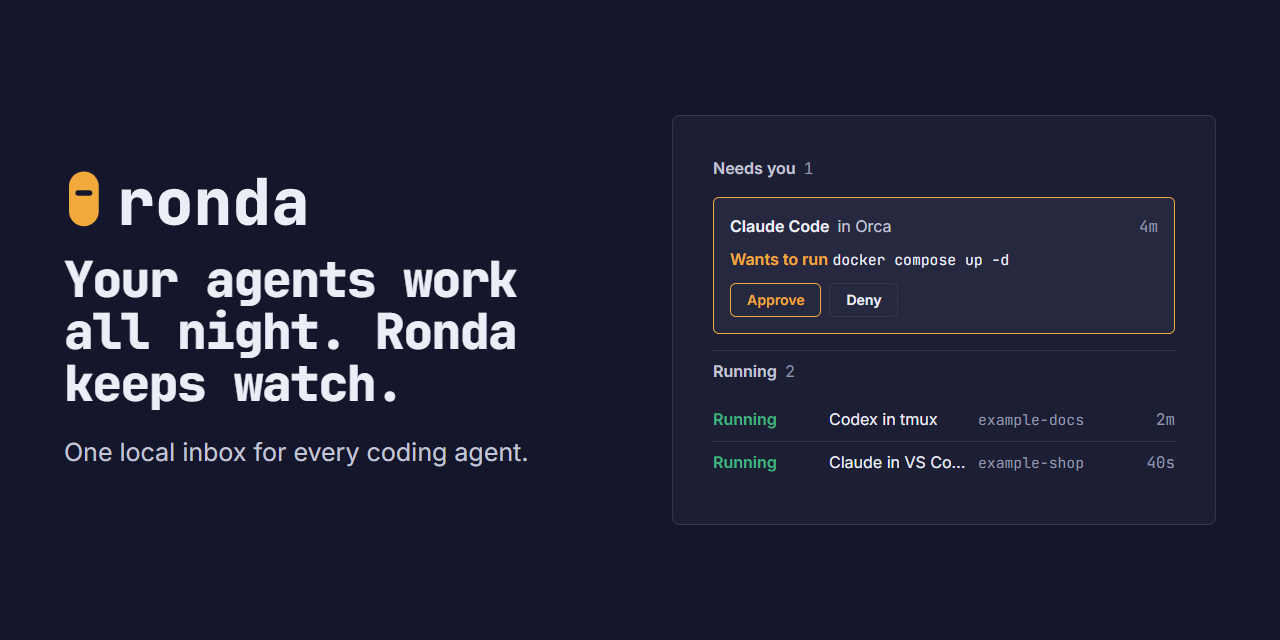 ronda
Your agents work
all night. Ronda
keeps watch.
One local inbox for every coding agent.
Needs you 1
Claude Code in Orca 4m
Wants to run docker compose up -d
Approve Deny
Running 2
Running Codex in tmux example-docs 2m
Running Claude in VS Co... example-shop 40s